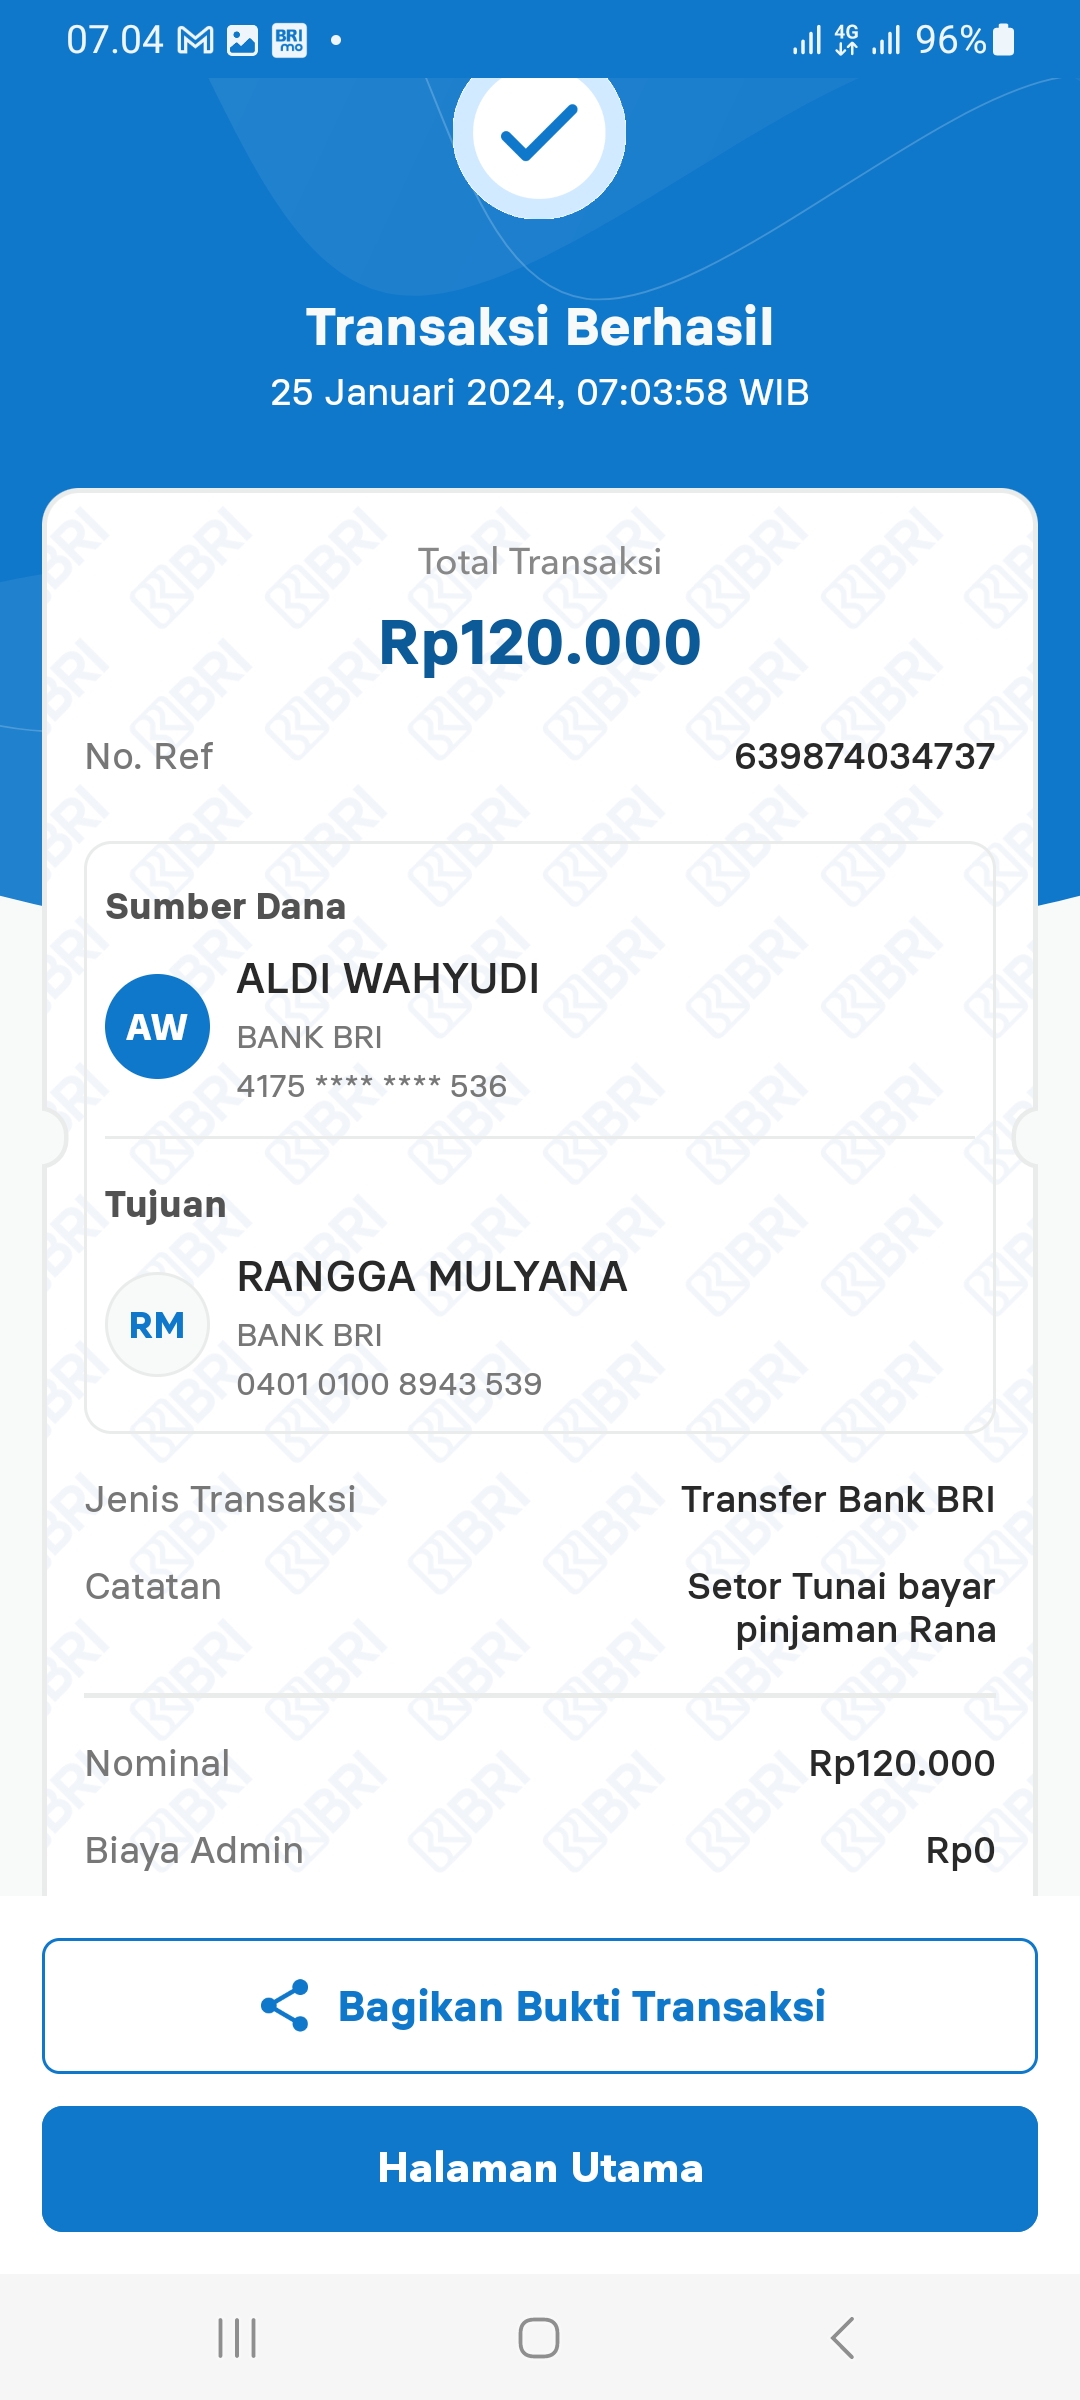 07.04 BRI mo 4G 96%
Transaksi Berhasil
25 Januari 2024, 07:03:58 WIB
Total Transaksi
Rp120.000
No. Ref 639874034737
Sumber Dana
AW
ALDI WAHYUDI
BANK BRI
4175 **** **** 536
Tujuan
RM
RANGGA MULYANA
BANK BRI
0401 0100 8943 539
Jenis Transaksi Transfer Bank BRI
Catatan Setor Tunai bayar
pinjaman Rana
Nominal Rp120.000
Biaya Admin Rp0
Bagikan Bukti Transaksi
Halaman Utama